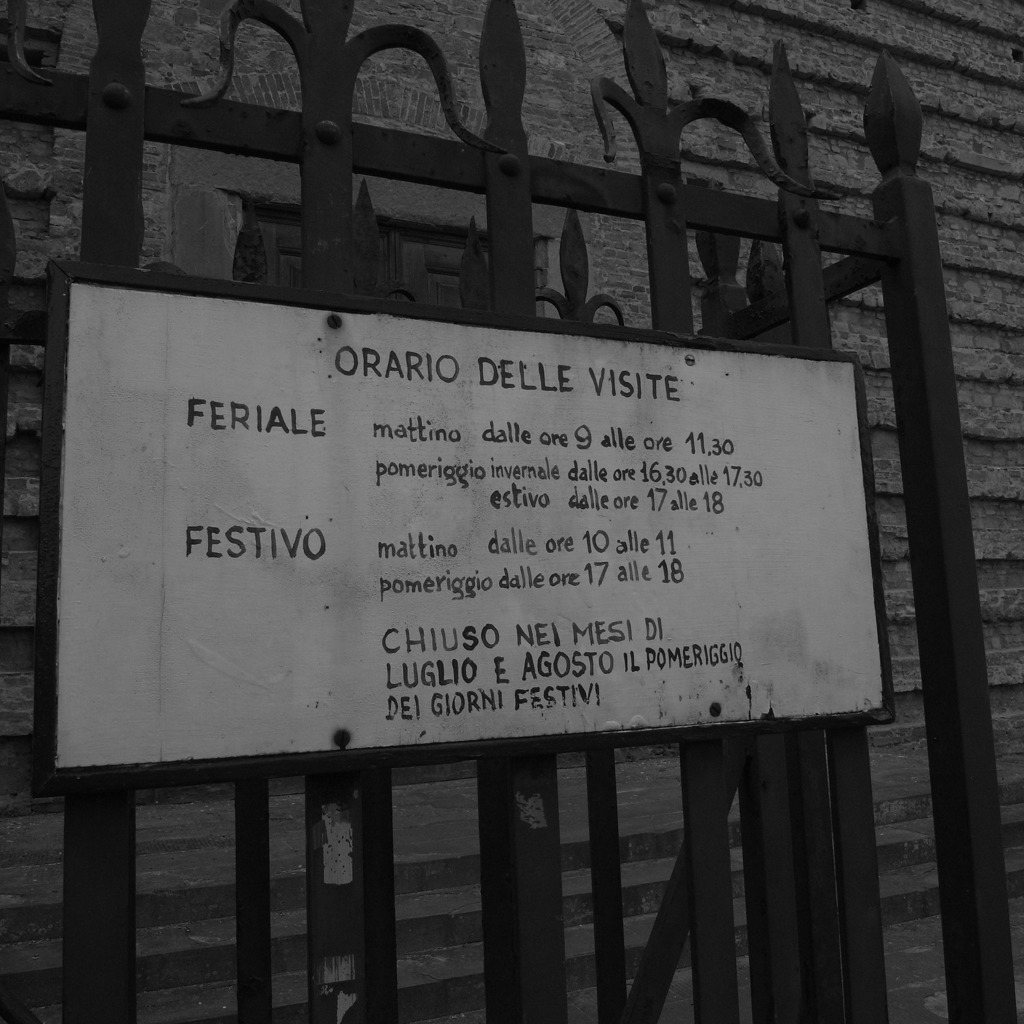 ORARIO DELLE VISITE
FERIALE mattino dalle ore 9 alle ore 11,30
pomeriggio invernale dalle ore 16,30 alle 17,30
estivo dalle ore 17 alle 18
FESTIVO mattino dalle ore 10 alle 11
pomeriggio dalle ore 17 alle 18
CHIUSO NEI MESI DI
LUGLIO E AGOSTO IL POMERIGGIO
DEI GIORNI FESTIVI